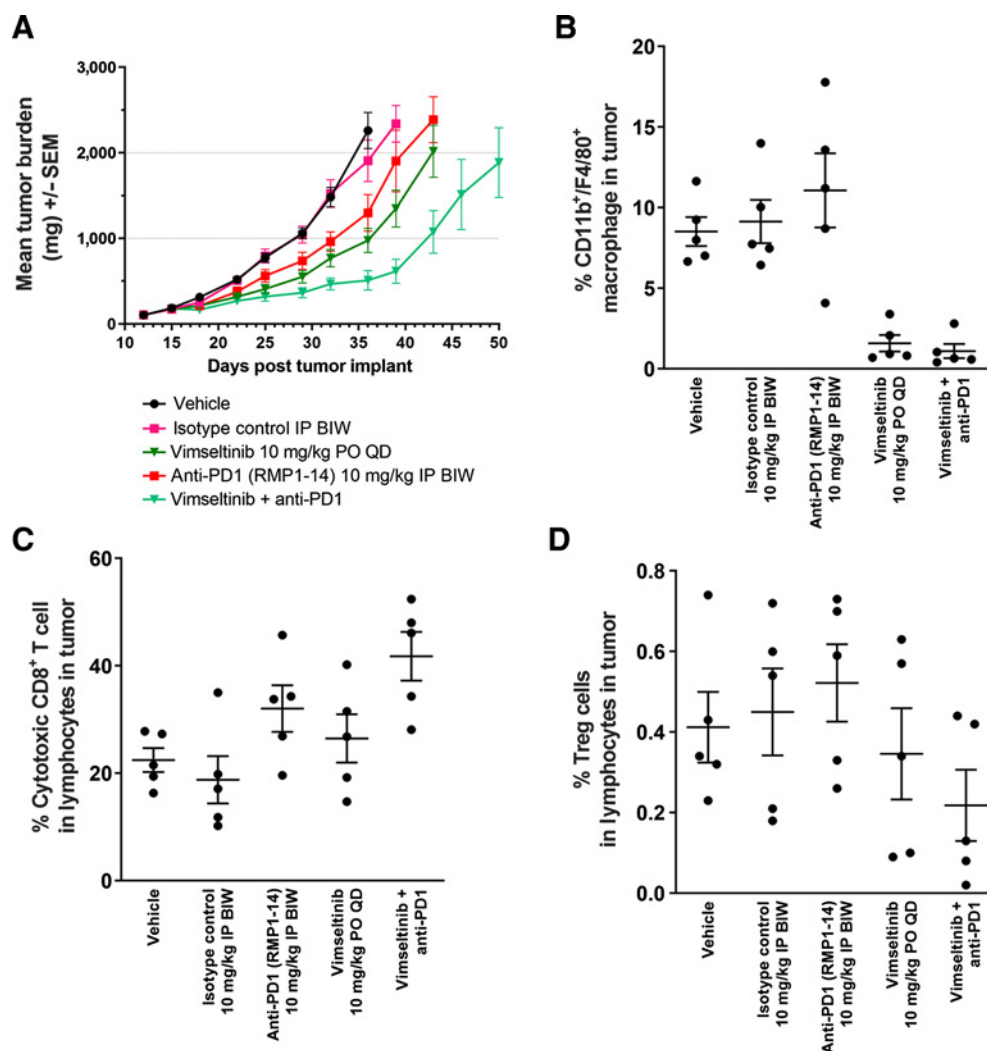 A
Mean tumor burden
(mg) +/- SEM
3,000
2,000
1,000
0
10 15 20 25 30 35 40 45 50
Days post tumor implant
Vehicle
Isotype control IP BIW
Vimseltinib 10 mg/kg PO QD
Anti-PD1 (RMP1-14) 10 mg/kg IP BIW
Vimseltinib + anti-PD1
B
% CD11b⁺/F4/80⁺
macrophage in tumor
20
15
10
5
0
Vehicle
Isotype control
10 mg/kg IP BIW
Anti-PD1 (RMP1-14)
10 mg/kg IP BIW
Vimseltinib
10 mg/kg PO QD
Vimseltinib +
anti-PD1
C
% Cytotoxic CD8⁺ T cell
in lymphocytes in tumor
60
40
20
0
Vehicle
Isotype control
10 mg/kg IP BIW
Anti-PD1 (RMP1-14)
10 mg/kg IP BIW
Vimseltinib
10 mg/kg PO QD
Vimseltinib +
anti-PD1
D
% Treg cells
in lymphocytes in tumor
0.8
0.6
0.4
0.2
0.0
Vehicle
Isotype control
10 mg/kg IP BIW
Anti-PD1 (RMP1-14)
10 mg/kg IP BIW
Vimseltinib
10 mg/kg PO QD
Vimseltinib +
anti-PD1